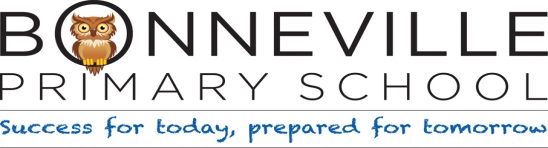 BONNEVILLE
PRIMARY SCHOOL
Success for today, prepared for tomorrow